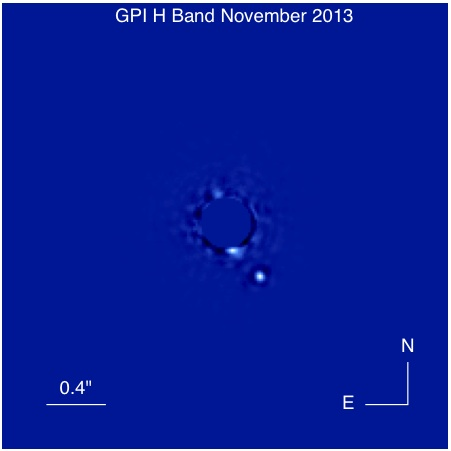 GPI H Band November 2013
N
0.4"
E